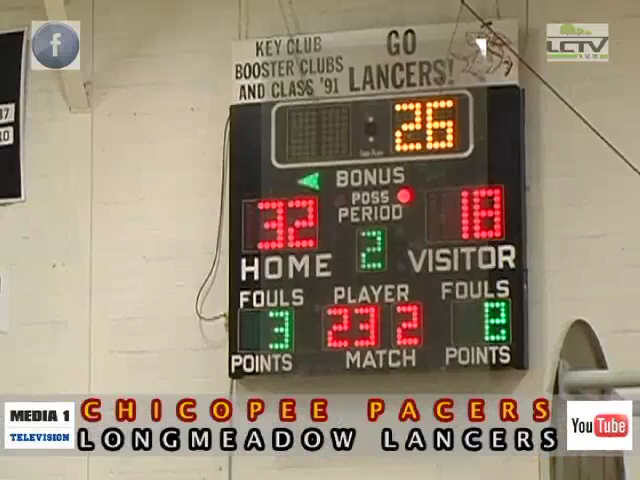 f
KEY CLUB
BOOSTER CLUBS
AND CLASS '91
GO
LANCERS!
LCTV
26
BONUS
POSS
PERIOD
32
18
2
HOME
VISITOR
FOULS
PLAYER
FOULS
3
23 2
POINTS
MATCH
POINTS
MEDIA 1
TELEVISION
CHICOPEE PACERS
LONGMEADOW LANCERS
YouTube